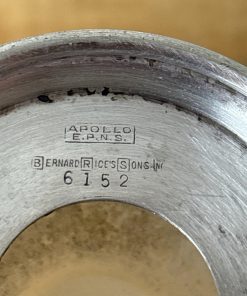 APOLLO
E.P.N.S.
BERNARD RICE'S SONS INC
6152